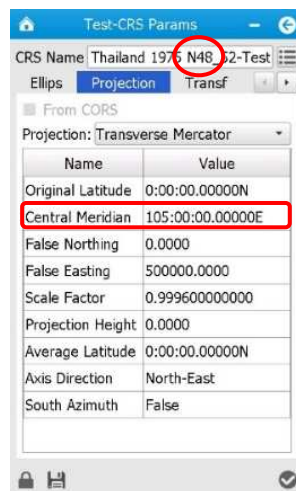 Test-CRS Params
CRS Name Thailand 1975 N48_52-Test
Ellips Projection Transf
From CORS
Projection: Transverse Mercator
Name Value
Original Latitude 0:00:00.00000N
Central Meridian 105:00:00.00000E
False Northing 0.0000
False Easting 500000.0000
Scale Factor 0.999600000000
Projection Height 0.0000
Average Latitude 0:00:00.00000N
Axis Direction North-East
South Azimuth False